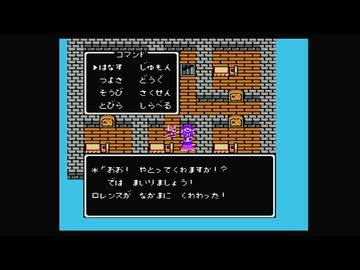 コマンド
▶はなす じゅもん
つよさ どうぐ
そうび さくせん
とびら しらべる
*「おお! やとってくれますか!?
では まいりましょう!
ロレンスが なかまに くわわった!